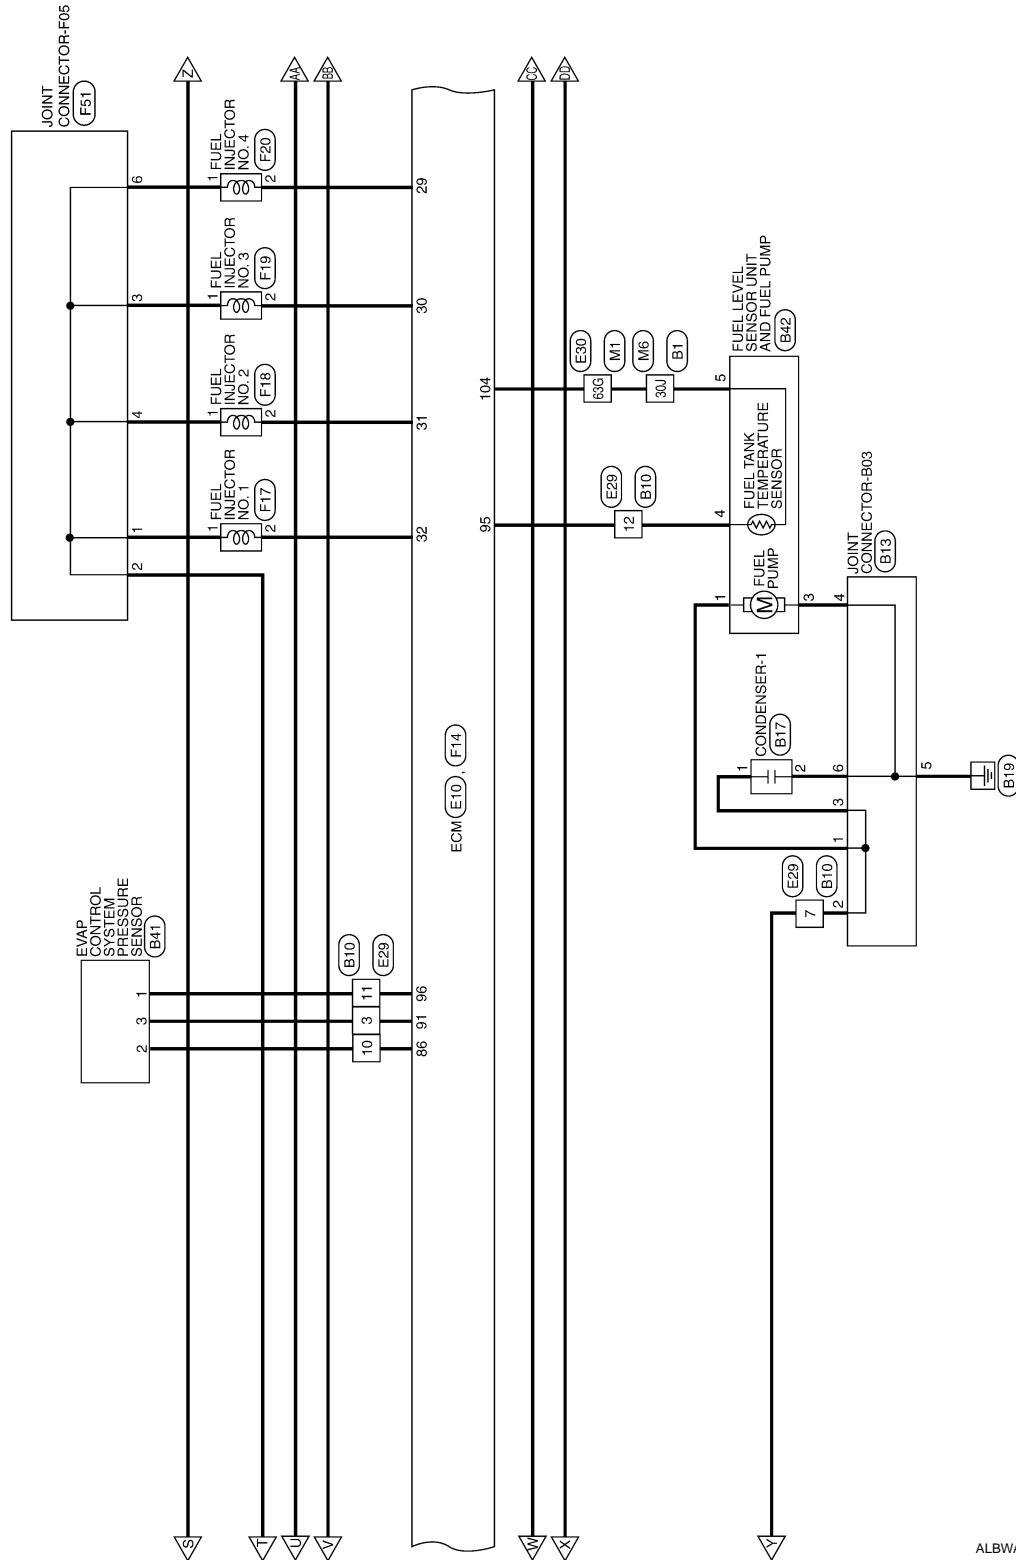 JOINT
CONNECTOR-F05
F51
6
3
4
1
2
Z
AA
BB
1
FUEL
INJECTOR
NO. 4
F20
2
29
1
FUEL
INJECTOR
NO. 3
F19
2
30
1
FUEL
INJECTOR
NO. 2
F18
2
31
1
FUEL
INJECTOR
NO. 1
F17
2
32
EVAP
CONTROL
SYSTEM
PRESSURE
SENSOR
B41
2
3
1
10
3
11
B10
E29
86
91
96
S
T
U
V
ECM E10 , F14
95
104
CC
DD
W
X
E29
B10
12
E30
M1
63G
M6
B1
30J
FUEL LEVEL
SENSOR UNIT
AND FUEL PUMP
B42
1
4
5
FUEL
PUMP
M
FUEL TANK
TEMPERATURE
SENSOR
3
CONDENSER-1
B17
1
2
JOINT
CONNECTOR-B03
B13
Y
E29
B10
7
2
1
3
6
4
5
B19
ALBWA